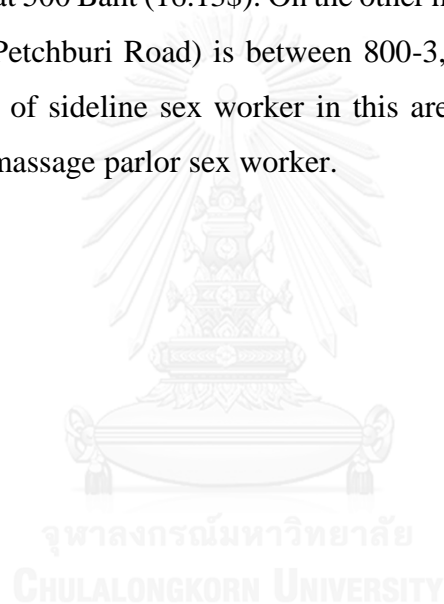 at 500 Baht (16.13$). On the other
Petchburi Road) is between 800-3,
of sideline sex worker in this are
massage parlor sex worker.
จุฬาลงกรณ์มหาวิทยาลัย
CHULALONGKORN UNIVERSITY